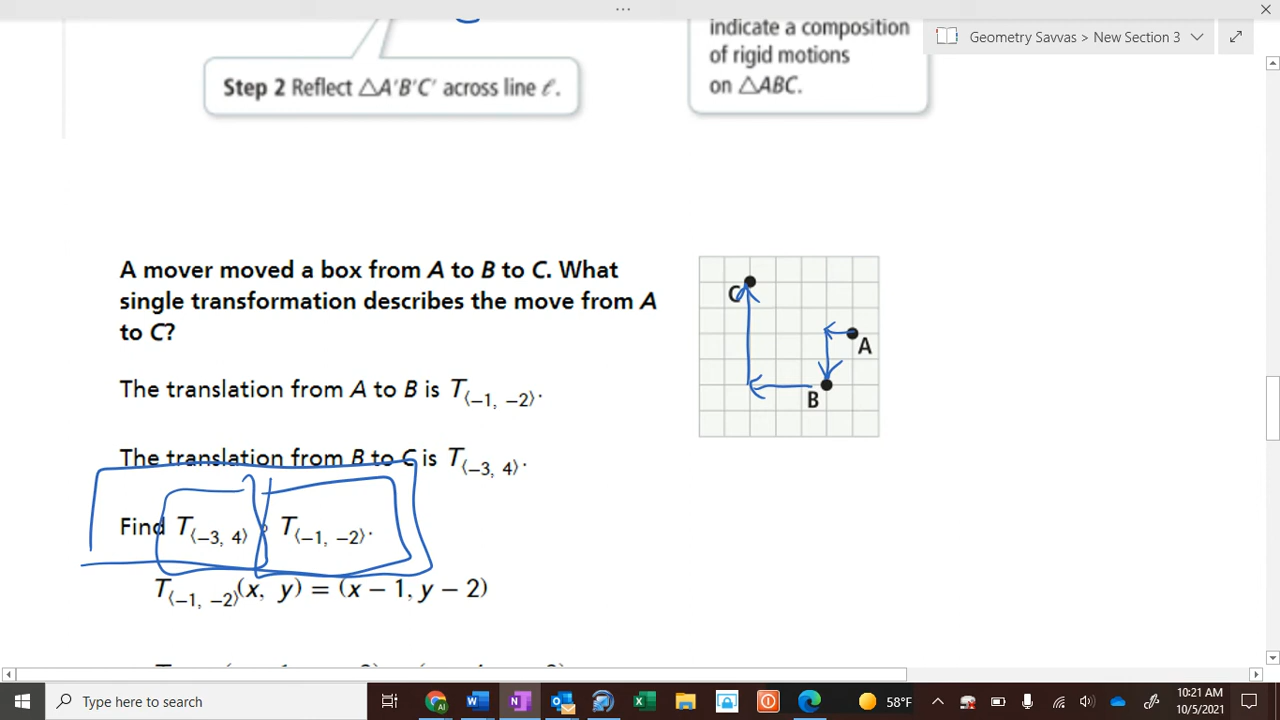 ...
Geometry Savvas > New Section 3
indicate a composition
of rigid motions
on △ABC.
Step 2 Reflect △A′B′C′ across line ℓ.
A mover moved a box from A to B to C. What
single transformation describes the move from A
to C?
The translation from A to B is T⟨−1, −2⟩.
The translation from B to C is T⟨−3, 4⟩.
Find T⟨−3, 4⟩ ∘ T⟨−1, −2⟩.
T⟨−1, −2⟩(x, y) = (x − 1, y − 2)
C
A
B
Type here to search
58°F
10:21 AM
10/5/2021